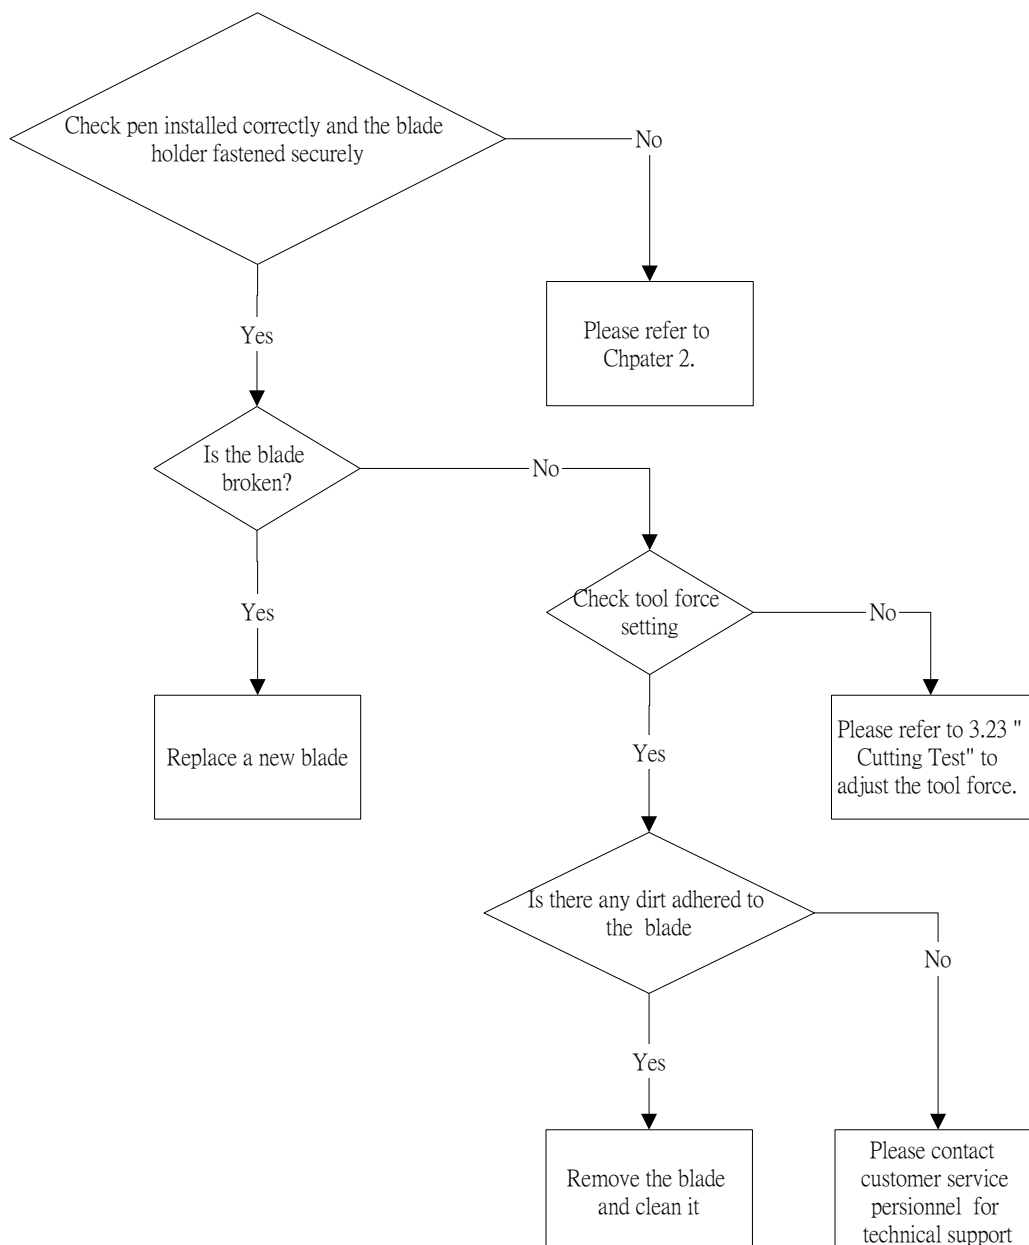 Check pen installed correctly and the blade
holder fastened securely
No
Please refer to
Chpater 2.
Yes
Is the blade
broken?
No
Yes
Check tool force
setting
No
Replace a new blade
Please refer to 3.23 "
Cutting Test" to
adjust the tool force.
Yes
Is there any dirt adhered to
the blade
No
Yes
Remove the blade
and clean it
Please contact
customer service
persionnel for
technical support